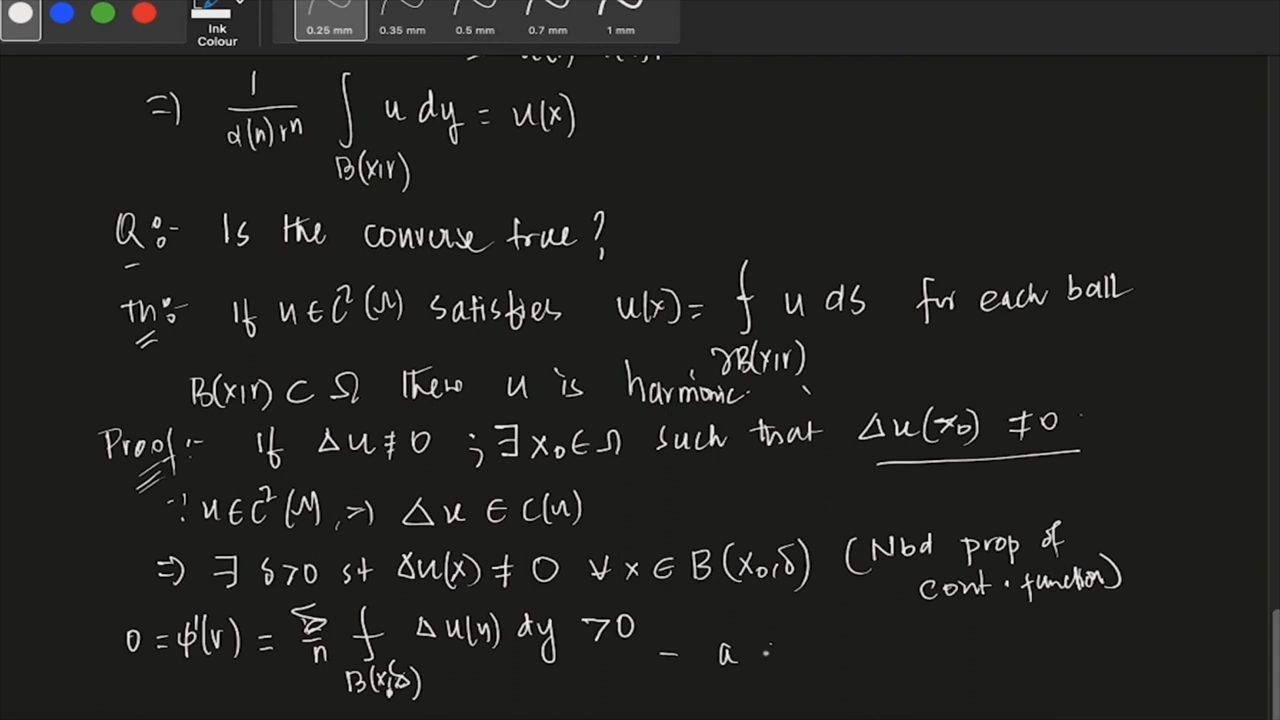 Ink
Colour
0.25 mm 0.35 mm 0.5 mm 0.7 mm 1 mm
=) 1/α(n)rⁿ ∫_B(x,r) u dy = u(x)
Q:- Is the converse true?
Th:- If u ∈ C²(Ω) satisfies u(x) = ⨍_∂B(x,r) u ds for each ball
B(x,r) ⊂ Ω then u is harmonic.
Proof:- If Δu ≢ 0 ; ∃ x₀ ∈ Ω such that Δu(x₀) ≠ 0.
∵ u ∈ C²(Ω), =) Δu ∈ C(Ω)
=) ∃ δ>0 st Δu(x) ≠ 0 ∀ x ∈ B(x₀,δ) (Nbd prop of
cont. function)
0 = φ'(r) = δ/n ⨍_B(x,δ) Δu(y) dy >0 - a